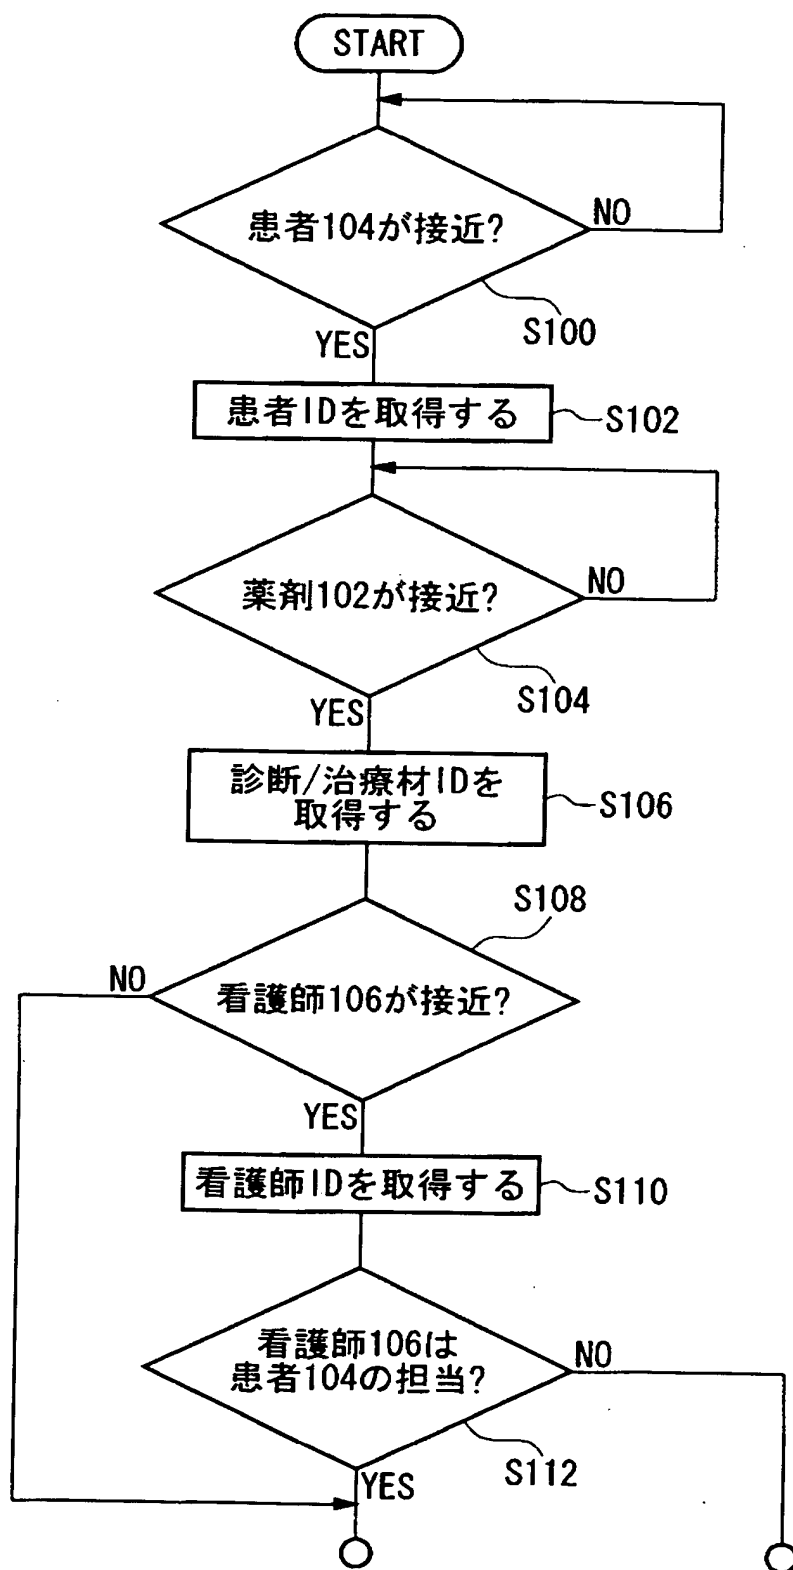 START
患者104が接近?
NO
S100
YES
患者IDを取得する
S102
薬剤102が接近?
NO
S104
YES
診断/治療材IDを
取得する
S106
S108
NO
看護師106が接近?
YES
看護師IDを取得する
S110
看護師106は
患者104の担当?
NO
S112
YES